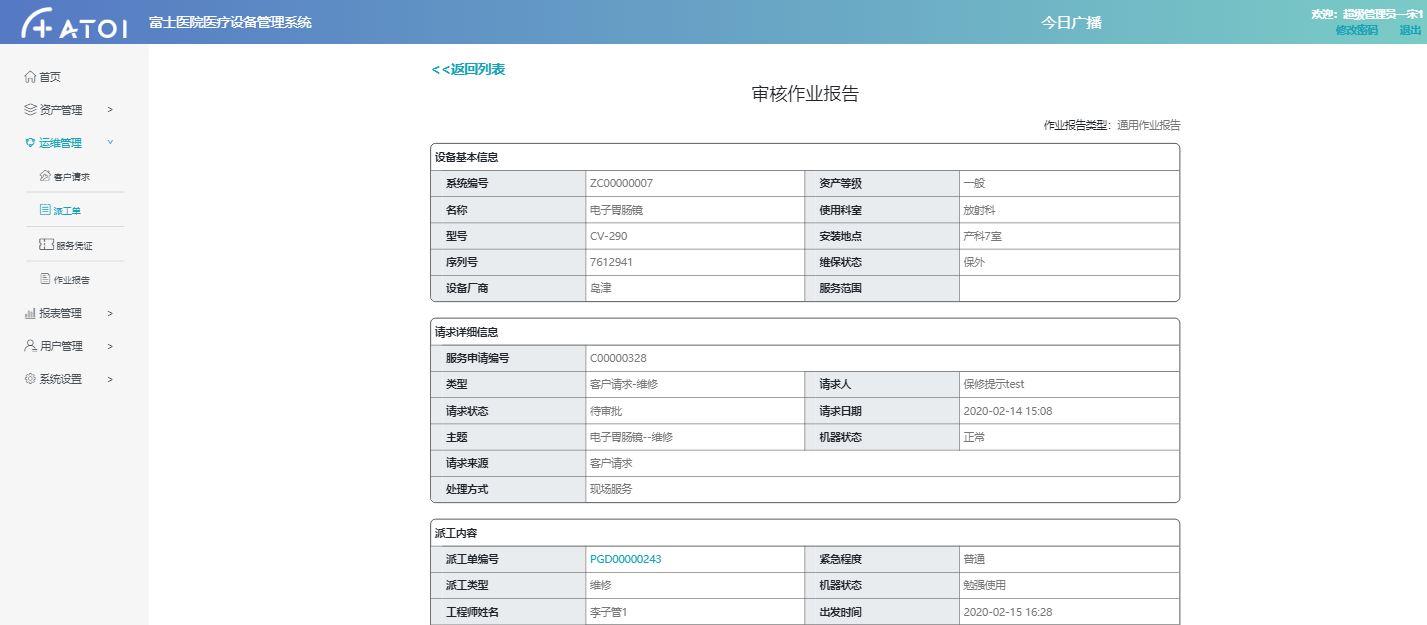 ATOI 富士医院医疗设备管理系统 今日广播 欢迎：超级管理员一宋1
修改密码 退出
首页
资产管理 >
运维管理 ˅
客户请求
派工单
服务凭证
作业报告
报表管理 >
用户管理 >
系统设置 >
<<返回列表
审核作业报告
作业报告类型：通用作业报告
设备基本信息
系统编号 ZC00000007 资产等级 一般
名称 电子胃肠镜 使用科室 放射科
型号 CV-290 安装地点 产科7室
序列号 7612941 维保状态 保外
设备厂商 岛津 服务范围
请求详细信息
服务申请编号 C00000328
类型 客户请求-维修 请求人 保修提示test
请求状态 待审批 请求日期 2020-02-14 15:08
主题 电子胃肠镜--维修 机器状态 正常
请求来源 客户请求
处理方式 现场服务
派工内容
派工单编号 PGD00000243 紧急程度 普通
派工类型 维修 机器状态 勉强使用
工程师姓名 李子管1 出发时间 2020-02-15 16:28